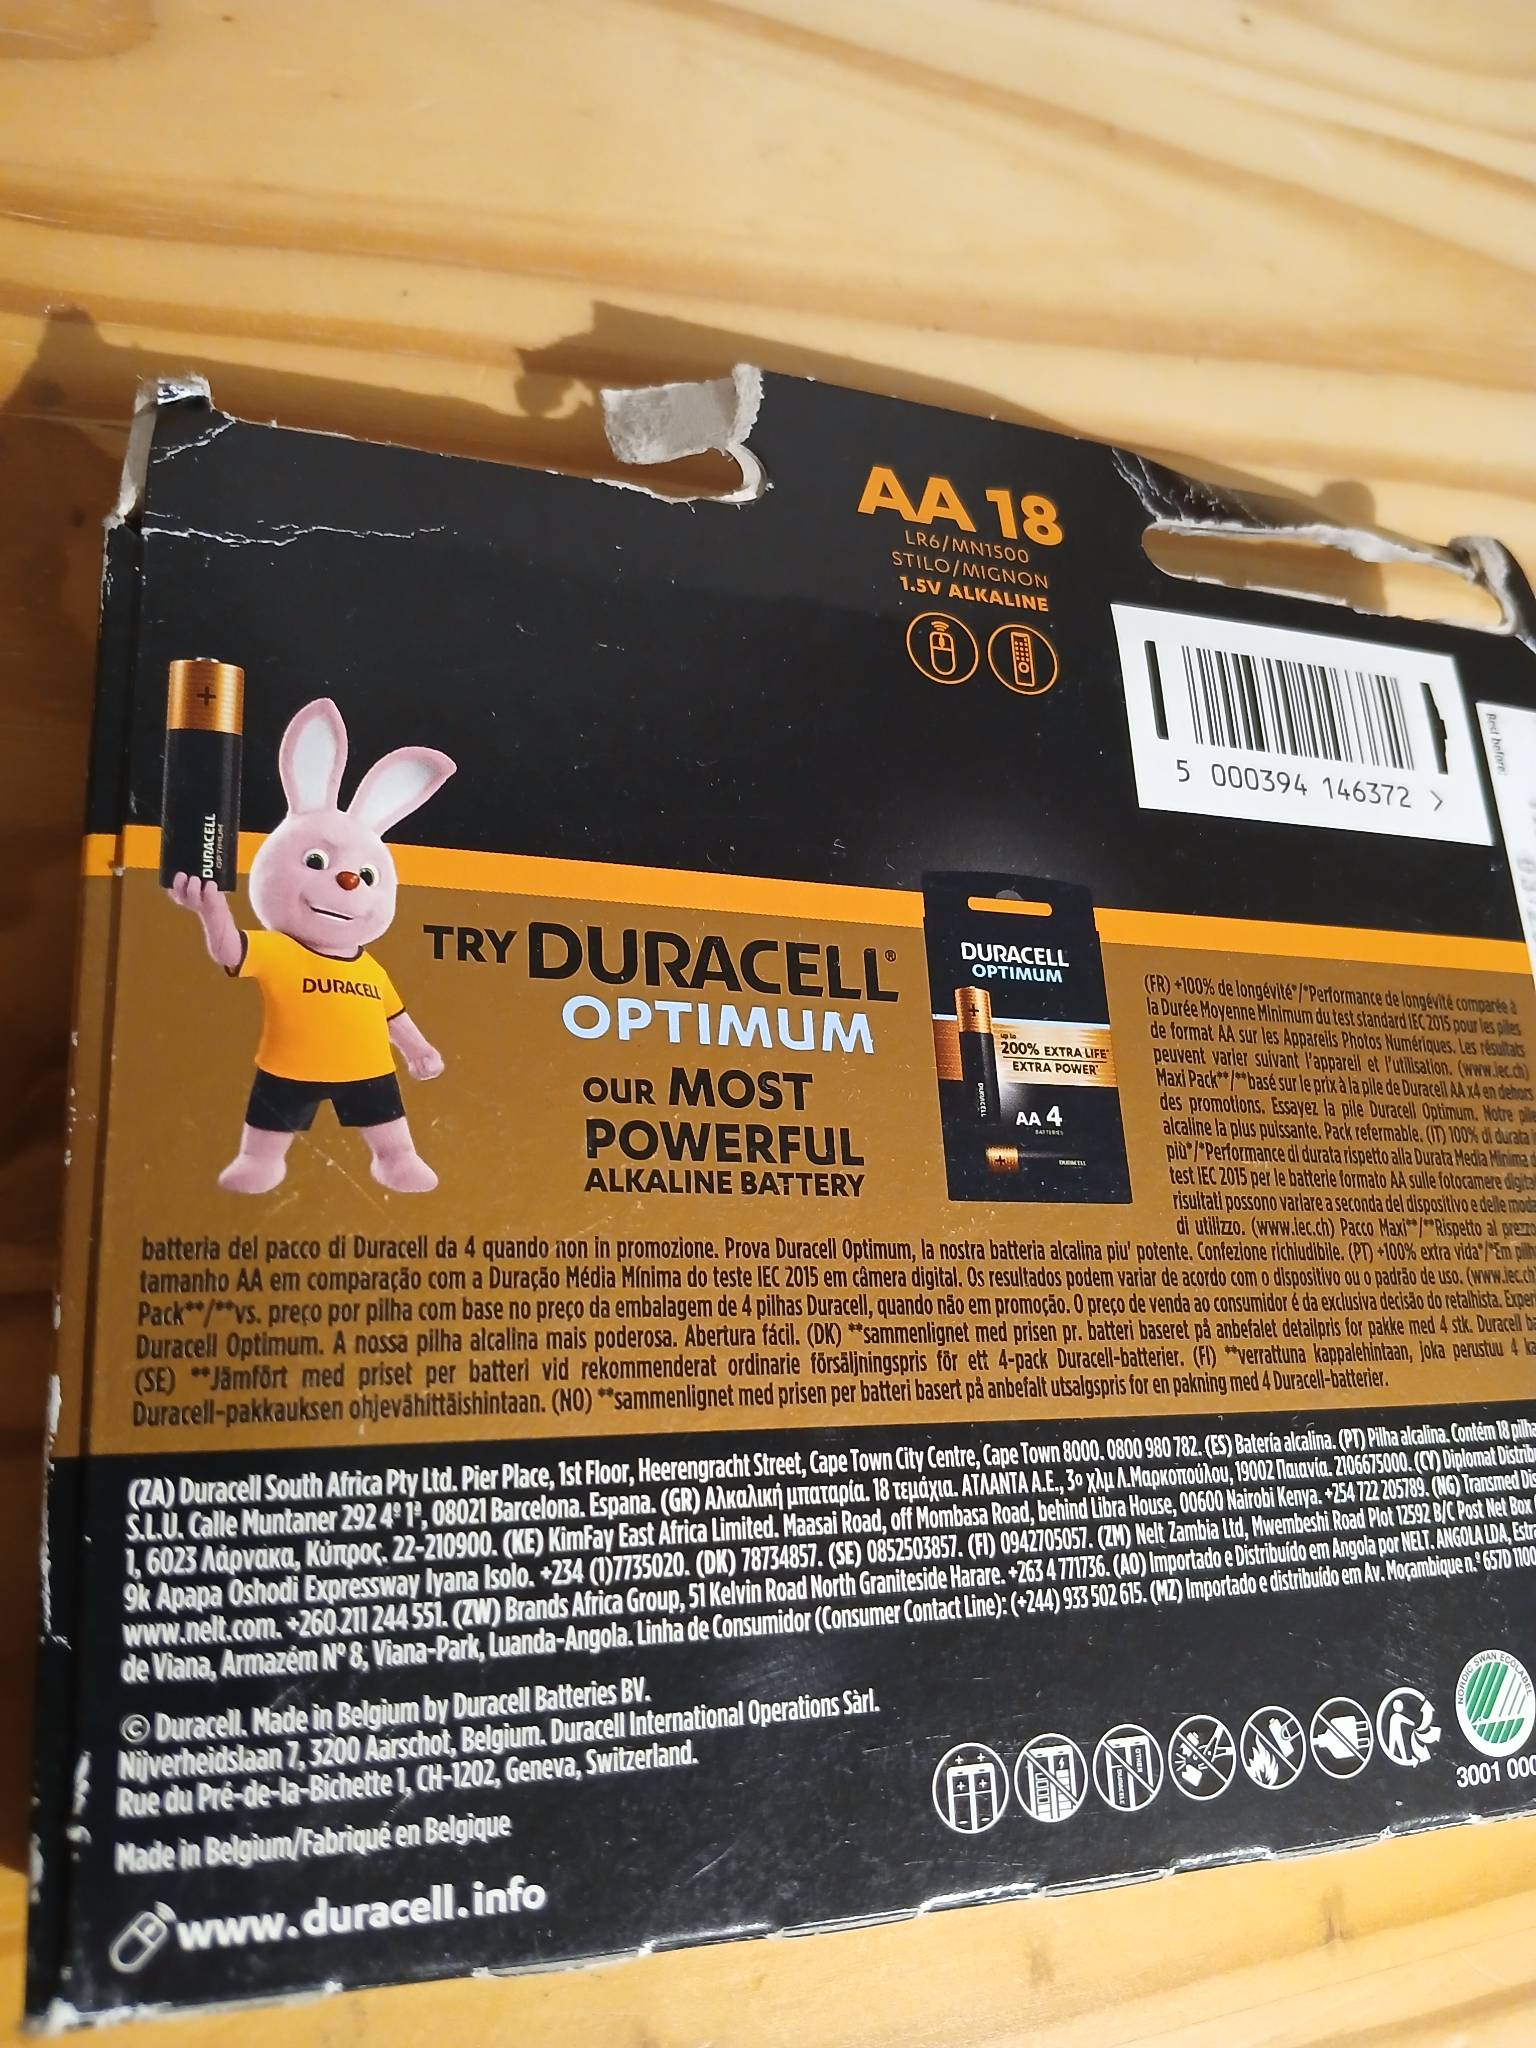 AA 18
LR6/MN1500
STILO/MIGNON
1.5V ALKALINE
5 000394 146372 >
Best before:
+
DURACELL
OPTIMUM
DURACELL
TRY DURACELL®
OPTIMUM
OUR MOST
POWERFUL
ALKALINE BATTERY
DURACELL
OPTIMUM
+
up to
200% EXTRA LIFE*
EXTRA POWER*
DURACELL
AA 4
BATTERIES
+
DURACELL
(FR) +100% de longévité*/*Performance de longévité comparée à
la Durée Moyenne Minimum du test standard IEC 2015 pour les piles
de format AA sur les Appareils Photos Numériques. Les résultats
peuvent varier suivant l'appareil et l'utilisation. (www.iec.ch)
Maxi Pack**/**basé sur le prix à la pile de Duracell AA x4 en dehors
des promotions. Essayez la pile Duracell Optimum. Notre pile
alcaline la plus puissante. Pack refermable. (IT) 100% di durata
più*/*Performance di durata rispetto alla Durata Media Minima
test IEC 2015 per le batterie formato AA sulle fotocamere
risultati possono variare a seconda del dispositivo e delle
di utilizzo. (www.iec.ch) Pacco Maxi**/**Rispetto al prezzo
batteria del pacco di Duracell da 4 quando non in promozione. Prova Duracell Optimum, la nostra batteria alcalina piu' potente. Confezione richiudibile. (PT) +100% extra vida*/*Em
tamanho AA em comparação com a Duração Média Mínima do teste IEC 2015 em câmera digital. Os resultados podem variar de acordo com o dispositivo ou o padrão de uso. (www.iec.ch
Pack**/**vs. preço por pilha com base no preço da embalagem de 4 pilhas Duracell, quando não em promoção. O preço de venda ao consumidor é da exclusiva decisão do retalhista.
Duracell Optimum. A nossa pilha alcalina mais poderosa. Abertura fácil. (DK) **sammenlignet med prisen pr. batteri baseret på anbefalet detailpris for pakke med 4 stk. Duracell
(SE) **Jämfört med priset per batteri vid rekommenderat ordinarie försäljningspris för ett 4-pack Duracell-batterier. (FI) **verrattuna kappalehintaan, joka perustuu 4
Duracell-pakkauksen ohjevähittäishintaan. (NO) **sammenlignet med prisen per batteri basert på anbefalt utsalgspris for en pakning med 4 Duracell-batterier.
(ZA) Duracell South Africa Pty Ltd. Pier Place, 1st Floor, Heerengracht Street, Cape Town City Centre, Cape Town 8000. 0800 980 782. (ES) Batería alcalina. (PT) Pilha alcalina. Contém 18
S.L.U. Calle Muntaner 292 4º 1ª, 08021 Barcelona. Espana. (GR) Αλκαλική μπαταρία. 18 τεμάχια. ΑΤΛΑΝΤΑ Α.Ε., 3ο χλμ Λ.Μαρκοπούλου, 19002 Παιανία. 2106675000. (CY) Diplomat
1, 6023 Λάρνακα, Κύπρος. 22-210900. (KE) KimFay East Africa Limited. Maasai Road, off Mombasa Road, behind Libra House, 00600 Nairobi Kenya. +254 722 205789. (NG) Transmed
9k Apapa Oshodi Expressway Iyana Isolo. +234 (1)7735020. (DK) 78734857. (SE) 0852503857. (FI) 0942705057. (ZM) Nelt Zambia Ltd, Mwembeshi Road Plot 12592 B/C Post Net Box
www.nelt.com. +260 211 244 551. (ZW) Brands Africa Group, 51 Kelvin Road North Graniteside Harare. +263 4 771736. (AO) Importado e Distribuído em Angola por NELT. ANGOLA LDA,
de Viana, Armazém Nº 8, Viana-Park, Luanda-Angola. Linha de Consumidor (Consumer Contact Line): (+244) 933 502 615. (MZ) Importado e distribuído em Av. Moçambique n.º 657D
© Duracell. Made in Belgium by Duracell Batteries BV.
Nijverheidslaan 7, 3200 Aarschot, Belgium. Duracell International Operations Sàrl.
Rue du Pré-de-la-Bichette 1, CH-1202, Geneva, Switzerland.
Made in Belgium/Fabriqué en Belgique
www.duracell.info
OTHER
DURACELL
NORDIC SWAN ECOLABEL
3001 000